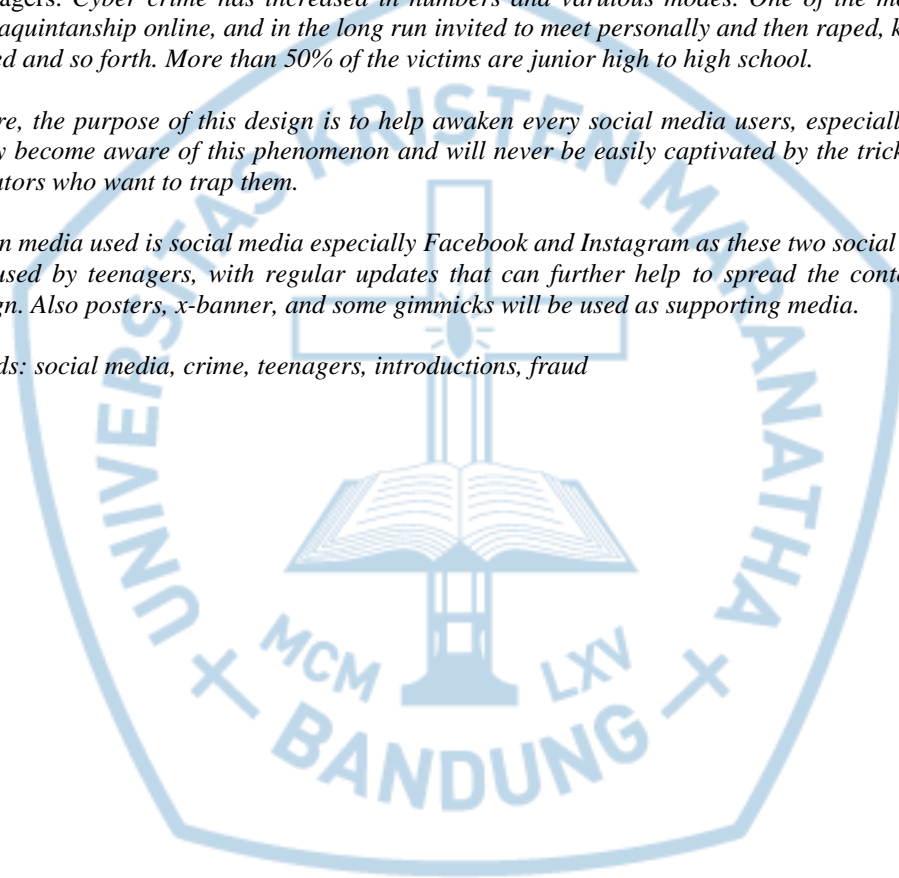 agers. Cyber crime has increased in numbers and varulous modes. One of the mo
aquintanship online, and in the long run invited to meet personally and then raped, k
ed and so forth. More than 50% of the victims are junior high to high school.
re, the purpose of this design is to help awaken every social media users, especiall
y become aware of this phenomenon and will never be easily captivated by the trick
ators who want to trap them.
n media used is social media especially Facebook and Instagram as these two social
used by teenagers, with regular updates that can further help to spread the conte
gn. Also posters, x-banner, and some gimmicks will be used as supporting media.
ds: social media, crime, teenagers, introductions, fraud
UNIVERSITAS KRISTEN MARANATHA
MCM LXV
BANDUNG